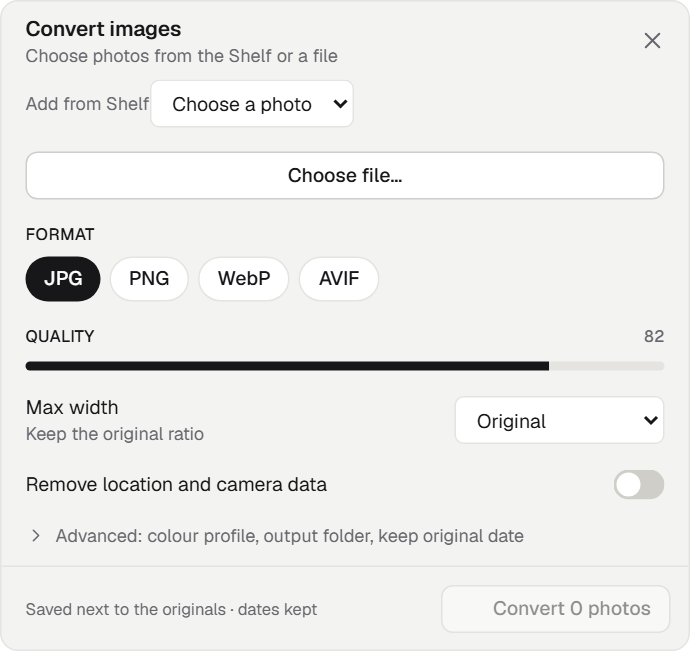 Convert images
Choose photos from the Shelf or a file
Add from Shelf Choose a photo
Choose file...
FORMAT
JPG PNG WebP AVIF
QUALITY 82
Max width
Keep the original ratio
Original
Remove location and camera data
Advanced: colour profile, output folder, keep original date
Saved next to the originals · dates kept
Convert 0 photos